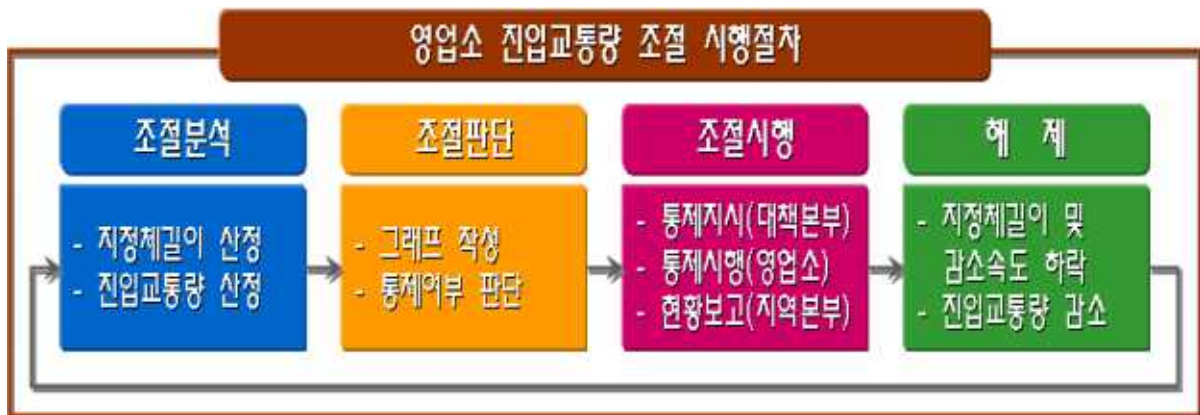 영업소 진입교통량 조절 시행절차
조절분석
- 지정체길이 산정
- 진입교통량 산정
조절판단
- 그래프 작성
- 통제여부 판단
조절시행
- 통제지시(대책본부)
- 통제시행(영업소)
- 현황보고(지역본부)
해 제
- 지정체길이 및
감소속도 하락
- 진입교통량 감소